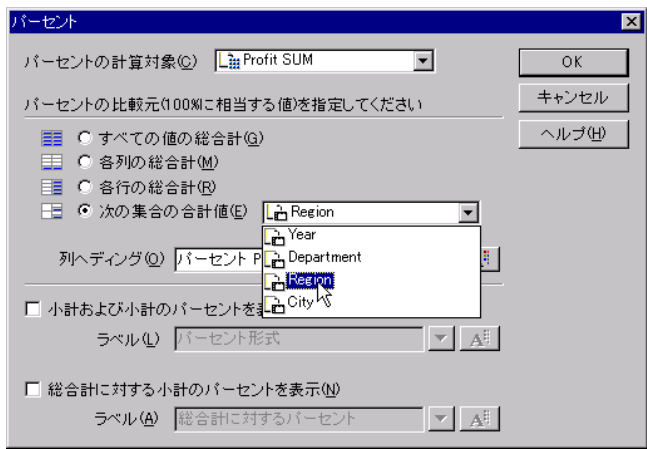 パーセント
パーセントの計算対象(C) Profit SUM
OK
キャンセル
ヘルプ(H)
パーセントの比較元(100%に相当する値)を指定してください
すべての値の総合計(G)
各列の総合計(M)
各行の総合計(R)
次の集合の合計値(E) Region
Year
Department
Region
City
列ヘディング(O) パーセント P
小計および小計のパーセントを
ラベル(L) パーセント形式
総合計に対する小計のパーセントを表示(N)
ラベル(A) 総合計に対するパーセント